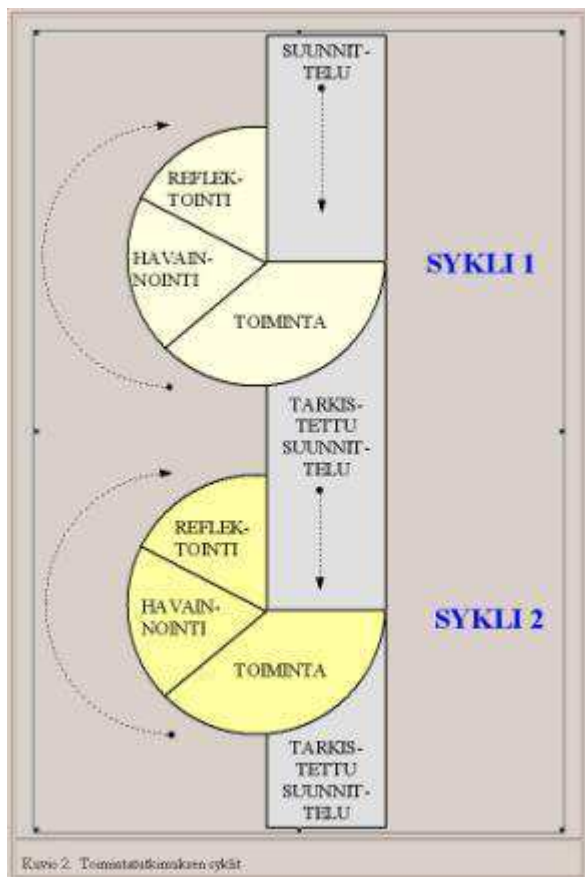 SUUNNIT-
TELU
REFLEK-
TOINTI
HAVAIN-
NOINTI
SYKLI 1
TOIMINTA
TARKIS-
TETTU
SUUNNIT-
TELU
REFLEK-
TOINTI
HAVAIN-
NOINTI
SYKLI 2
TOIMINTA
TARKIS-
TETTU
SUUNNIT-
TELU
Kuvio 2. Toimintatutkimuksen syklit